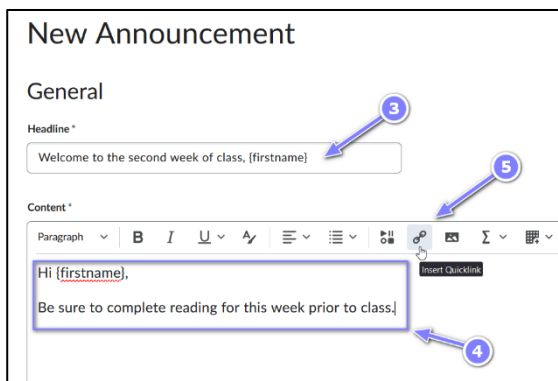 New Announcement
General
3
Headline *
Welcome to the second week of class, {firstname}
5
Content *
Paragraph B I U A Σ
Insert Quicklink
Hi {firstname},
Be sure to complete reading for this week prior to class.
4